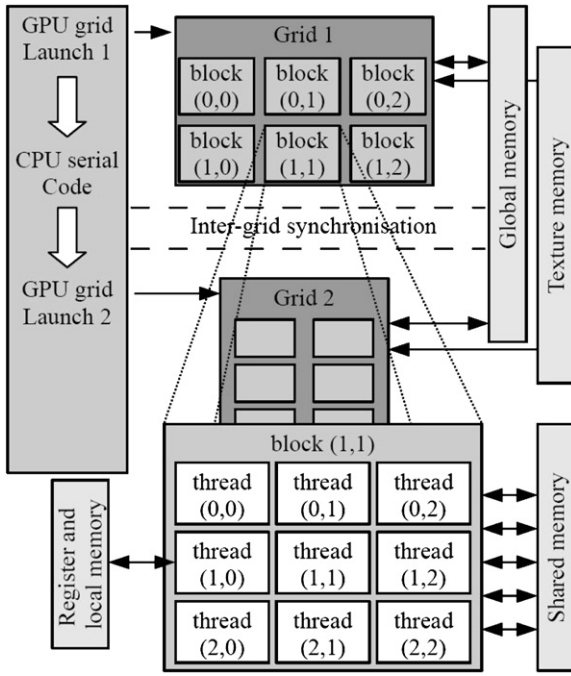 GPU grid
Launch 1
CPU serial
Code
GPU grid
Launch 2
Grid 1
block
(0,0)
block
(0,1)
block
(0,2)
block
(1,0)
block
(1,1)
block
(1,2)
Inter-grid synchronisation
Grid 2
Global memory
Texture memory
block (1,1)
thread
(0,0)
thread
(0,1)
thread
(0,2)
thread
(1,0)
thread
(1,1)
thread
(1,2)
thread
(2,0)
thread
(2,1)
thread
(2,2)
Register and
local memory
Shared memory